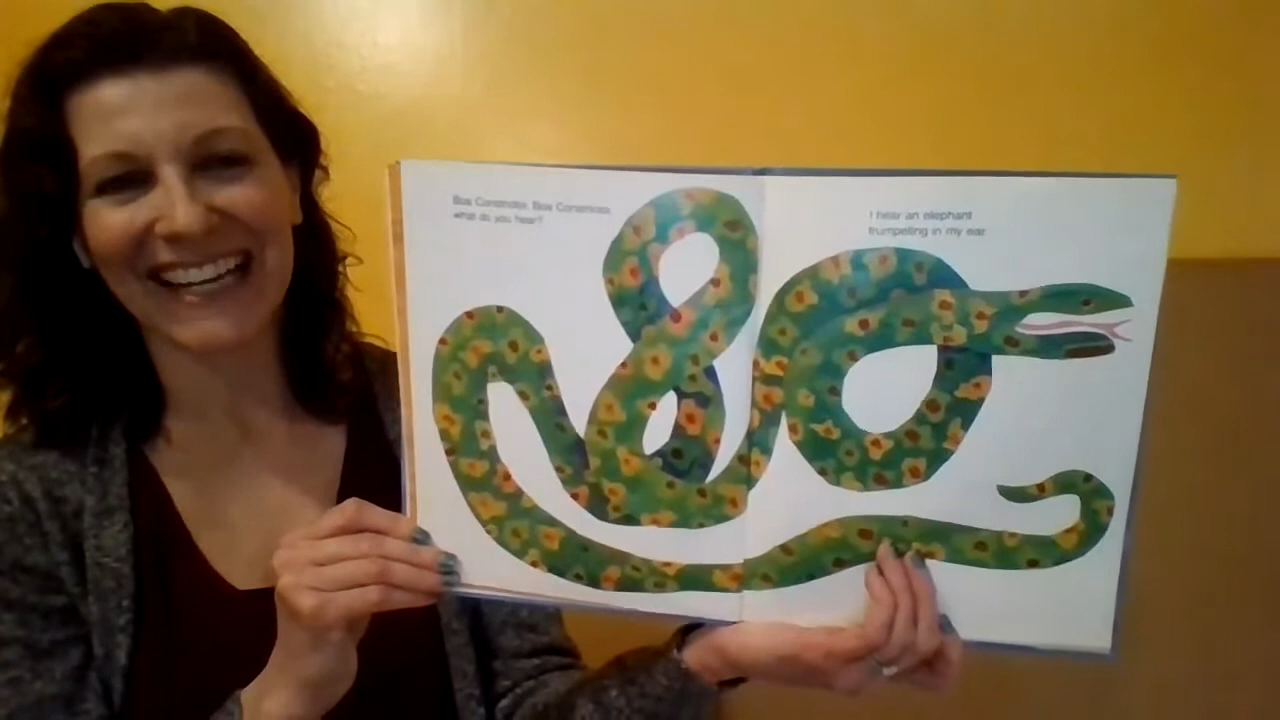 Boa Constrictor, Boa Constrictor,
what do you hear?
I hear an elephant
trumpeting in my ear.